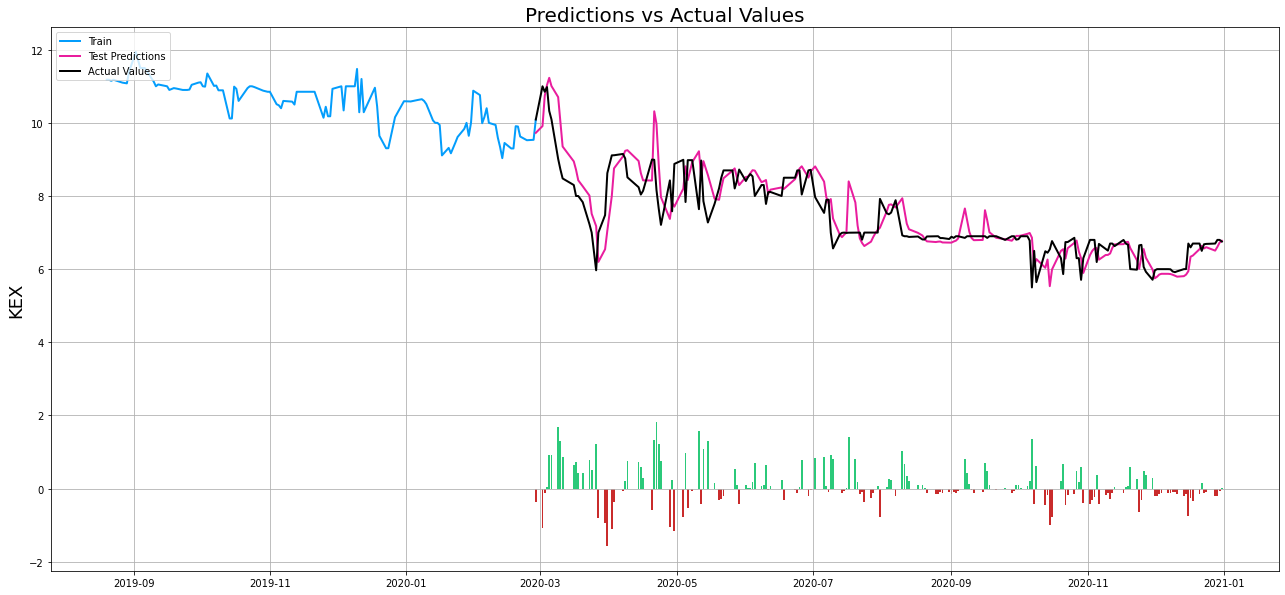 Predictions vs Actual Values
Train
Test Predictions
Actual Values
KEX
12
10
8
6
4
2
0
−2
2019-09 2019-11 2020-01 2020-03 2020-05 2020-07 2020-09 2020-11 2021-01